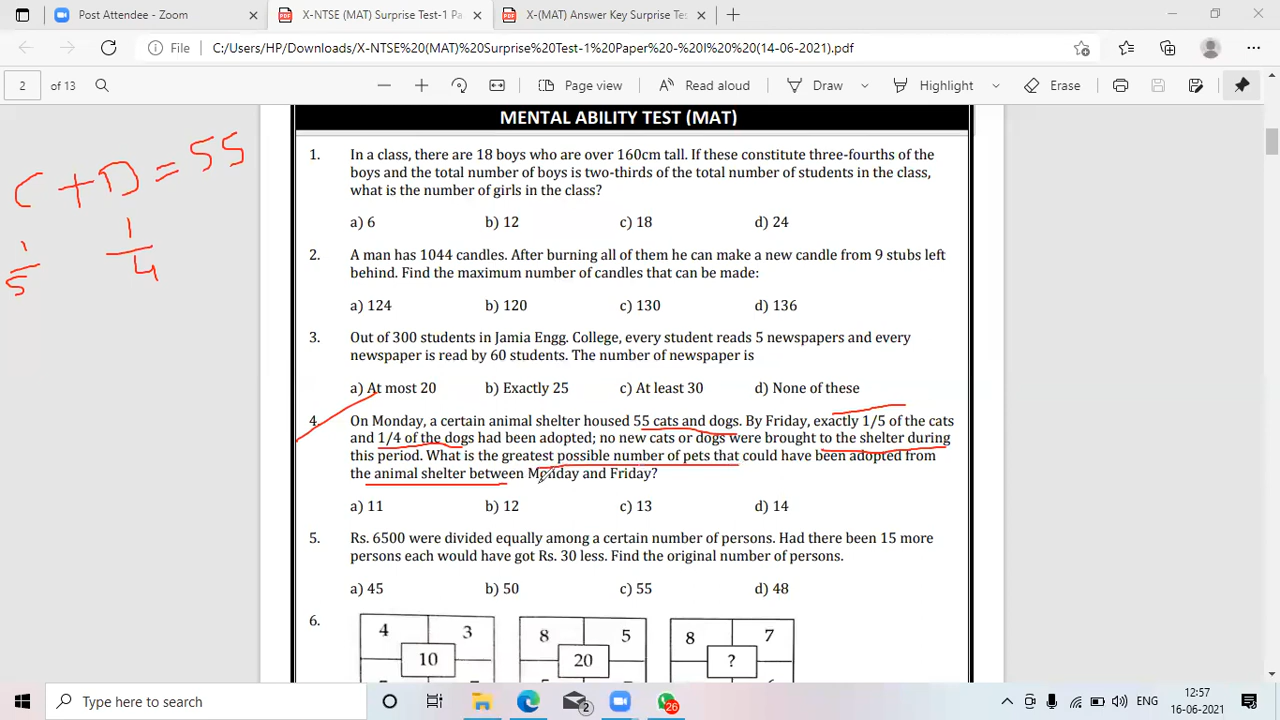 Post Attendee - Zoom
X-NTSE (MAT) Surprise Test-1 Pa
X-(MAT) Answer Key Surprise Tes
File
C:/Users/HP/Downloads/X-NTSE%20(MAT)%20Surprise%20Test-1%20Paper%20-%20I%20%20(14-06-2021).pdf
2 of 13
Page view
Read aloud
Draw
Highlight
Erase
MENTAL ABILITY TEST (MAT)
C + D = 55
1/5 1/4
1. In a class, there are 18 boys who are over 160cm tall. If these constitute three-fourths of the
boys and the total number of boys is two-thirds of the total number of students in the class,
what is the number of girls in the class?
a) 6 b) 12 c) 18 d) 24
2. A man has 1044 candles. After burning all of them he can make a new candle from 9 stubs left
behind. Find the maximum number of candles that can be made:
a) 124 b) 120 c) 130 d) 136
3. Out of 300 students in Jamia Engg. College, every student reads 5 newspapers and every
newspaper is read by 60 students. The number of newspaper is
a) At most 20 b) Exactly 25 c) At least 30 d) None of these
4. On Monday, a certain animal shelter housed 55 cats and dogs. By Friday, exactly 1/5 of the cats
and 1/4 of the dogs had been adopted; no new cats or dogs were brought to the shelter during
this period. What is the greatest possible number of pets that could have been adopted from
the animal shelter between Monday and Friday?
a) 11 b) 12 c) 13 d) 14
5. Rs. 6500 were divided equally among a certain number of persons. Had there been 15 more
persons each would have got Rs. 30 less. Find the original number of persons.
a) 45 b) 50 c) 55 d) 48
6.
4 3 8 5 8 7
10 20 ?
Type here to search
2
26
ENG
12:57
16-06-2021